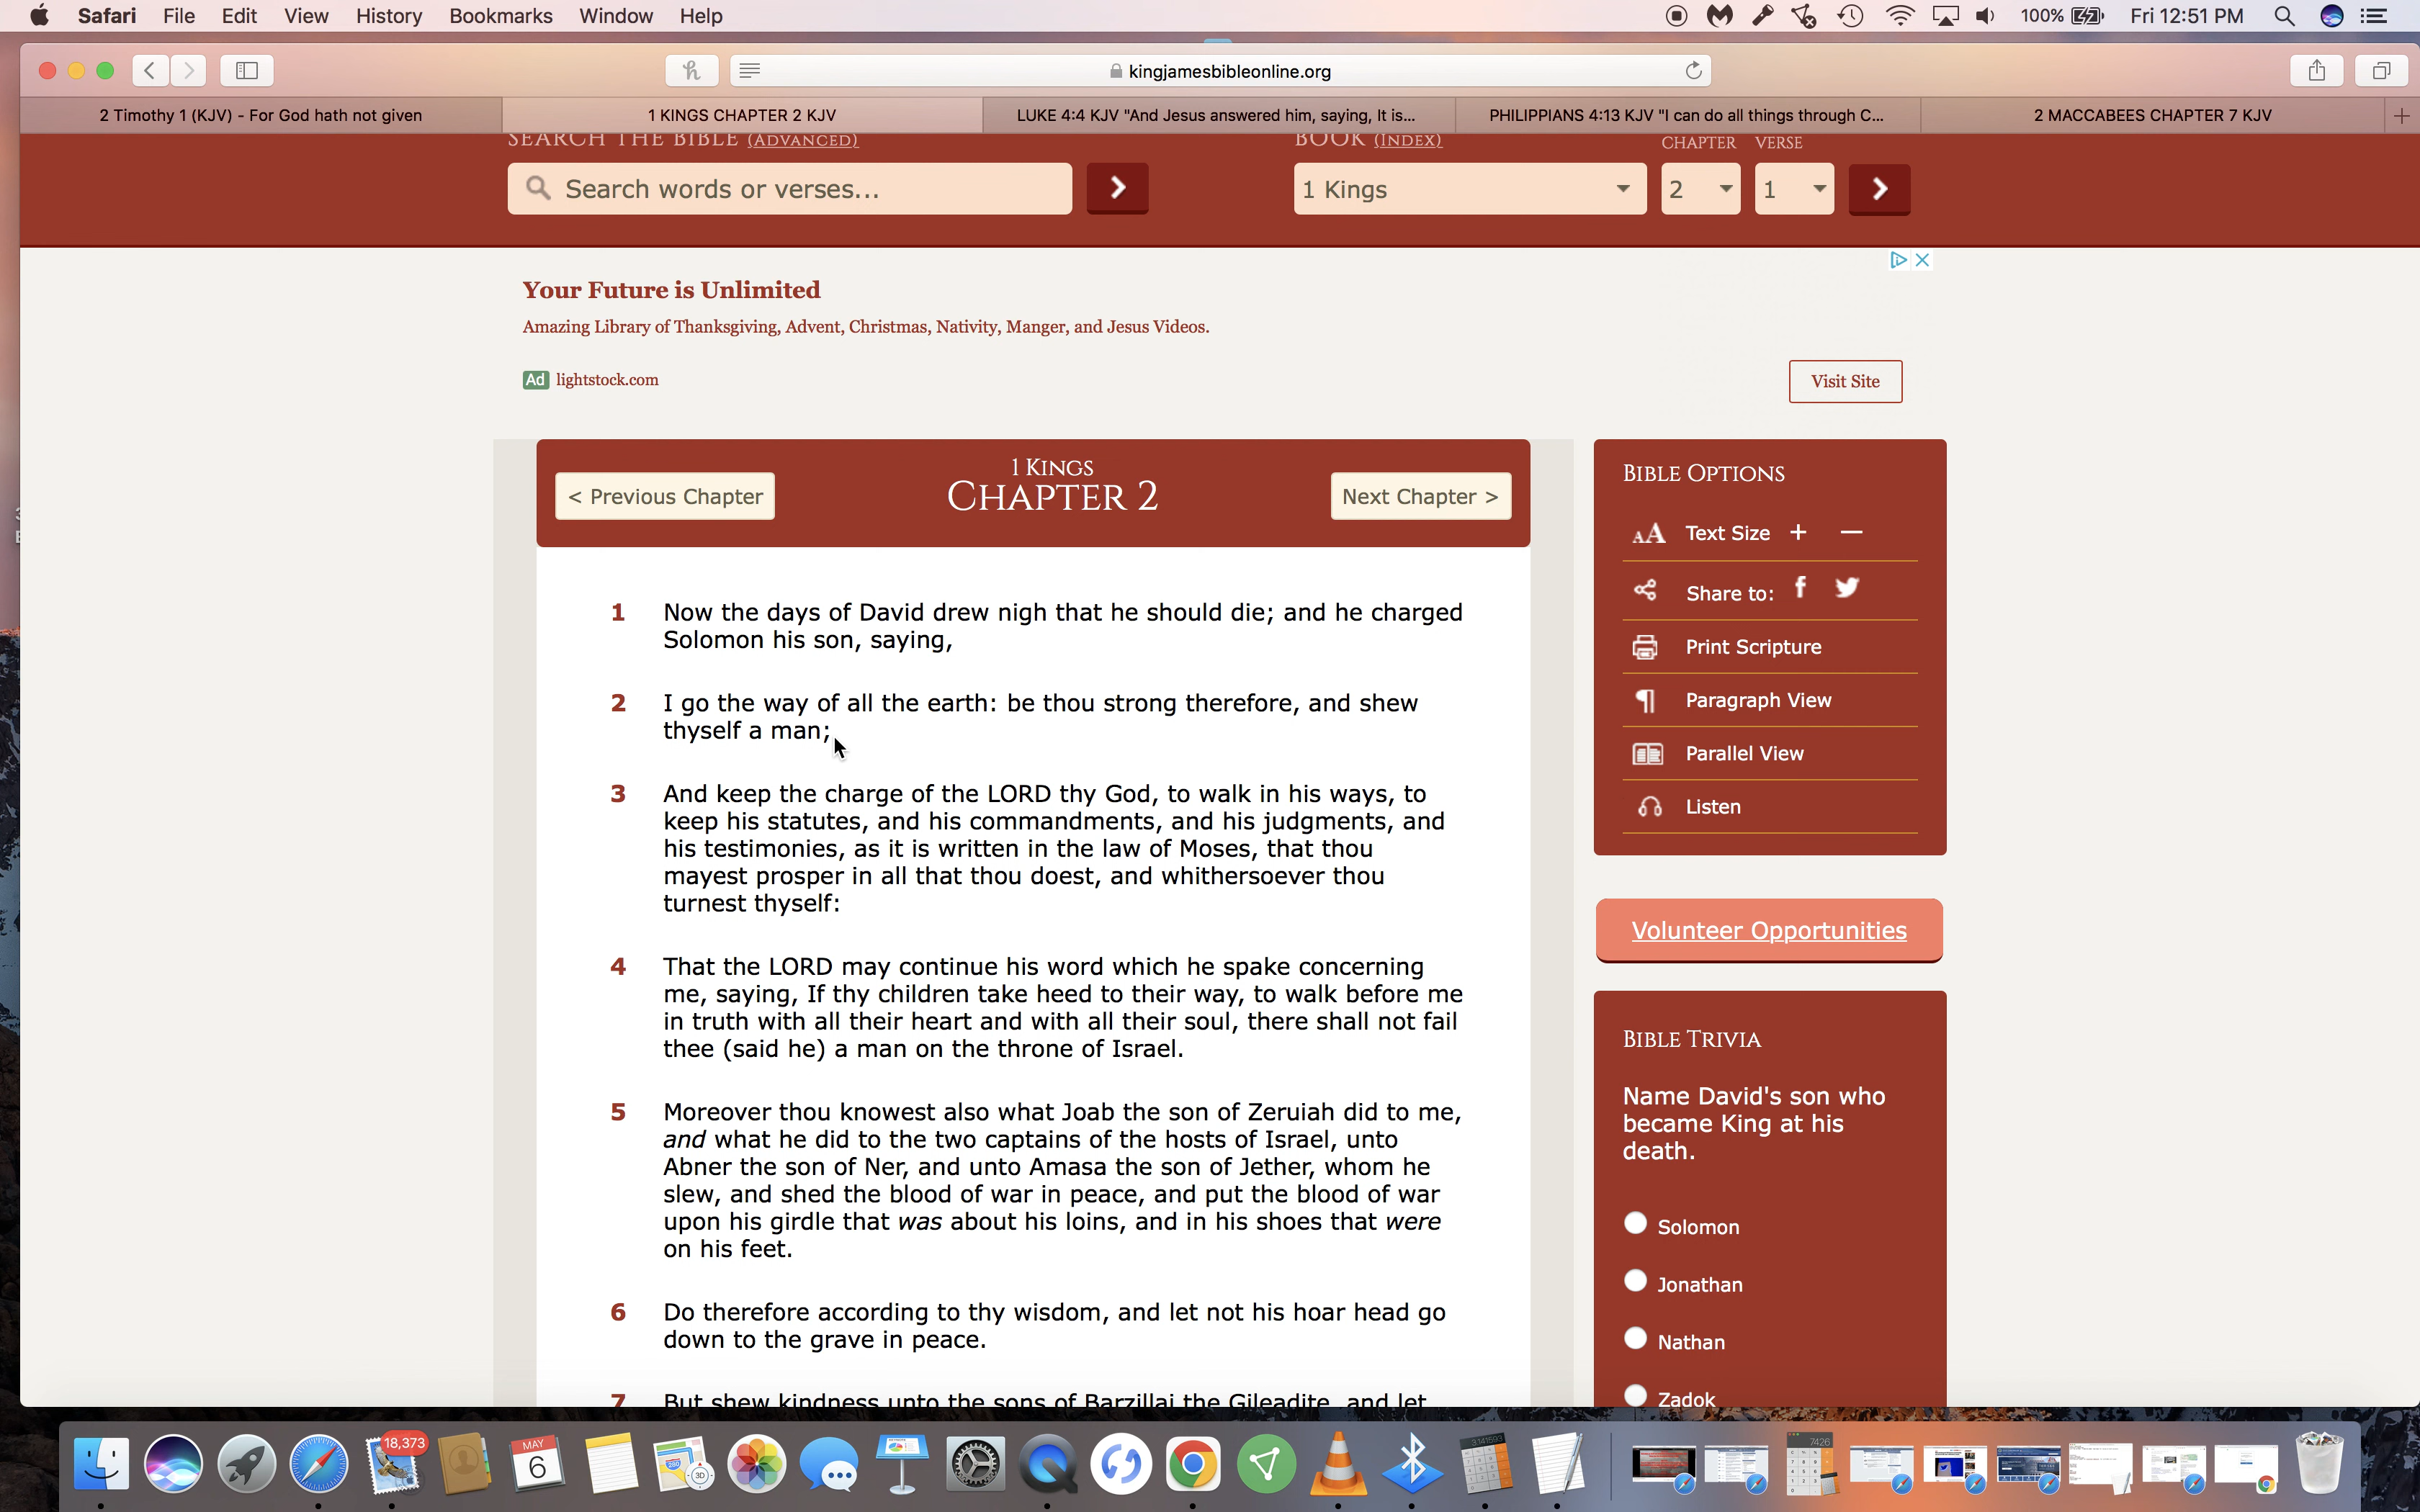 Safari File Edit View History Bookmarks Window Help 100% Fri 12:51 PM
kingjamesbibleonline.org
2 Timothy 1 (KJV) - For God hath not given
1 KINGS CHAPTER 2 KJV
LUKE 4:4 KJV "And Jesus answered him, saying, It is...
PHILIPPIANS 4:13 KJV "I can do all things through C...
2 MACCABEES CHAPTER 7 KJV
SEARCH THE BIBLE (ADVANCED)
BOOK (INDEX) CHAPTER VERSE
Search words or verses...
1 Kings 2 1
Your Future is Unlimited
Amazing Library of Thanksgiving, Advent, Christmas, Nativity, Manger, and Jesus Videos.
Ad lightstock.com
Visit Site
< Previous Chapter
1 KINGS
CHAPTER 2
Next Chapter >
1 Now the days of David drew nigh that he should die; and he charged
Solomon his son, saying,
2 I go the way of all the earth: be thou strong therefore, and shew
thyself a man;
3 And keep the charge of the LORD thy God, to walk in his ways, to
keep his statutes, and his commandments, and his judgments, and
his testimonies, as it is written in the law of Moses, that thou
mayest prosper in all that thou doest, and whithersoever thou
turnest thyself:
4 That the LORD may continue his word which he spake concerning
me, saying, If thy children take heed to their way, to walk before me
in truth with all their heart and with all their soul, there shall not fail
thee (said he) a man on the throne of Israel.
5 Moreover thou knowest also what Joab the son of Zeruiah did to me,
and what he did to the two captains of the hosts of Israel, unto
Abner the son of Ner, and unto Amasa the son of Jether, whom he
slew, and shed the blood of war in peace, and put the blood of war
upon his girdle that was about his loins, and in his shoes that were
on his feet.
6 Do therefore according to thy wisdom, and let not his hoar head go
down to the grave in peace.
7 But shew kindness unto the sons of Barzillai the Gileadite, and let
BIBLE OPTIONS
Text Size + −
Share to:
Print Scripture
Paragraph View
Parallel View
Listen
Volunteer Opportunities
BIBLE TRIVIA
Name David's son who
became King at his
death.
Solomon
Jonathan
Nathan
Zadok
18,373
MAY
6
3D
3.141593
7426